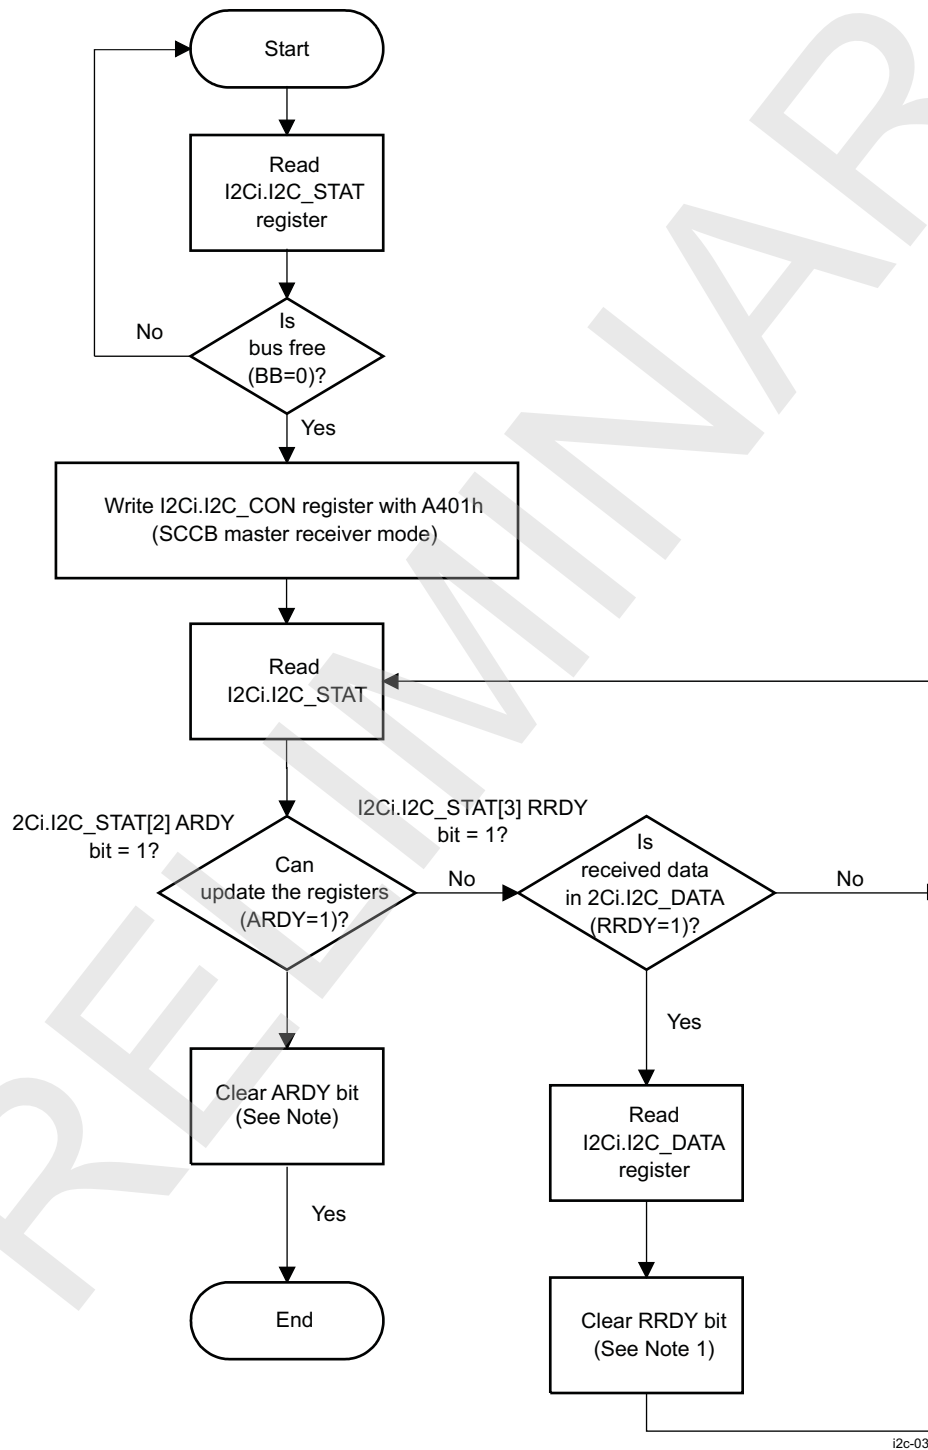 Start
Read
I2Ci.I2C_STAT
register
Is
bus free
(BB=0)?
No
Yes
Write I2Ci.I2C_CON register with A401h
(SCCB master receiver mode)
Read
I2Ci.I2C_STAT
2Ci.I2C_STAT[2] ARDY
bit = 1?
I2Ci.I2C_STAT[3] RRDY
bit = 1?
Can
update the registers
(ARDY=1)?
No
Is
received data
in 2Ci.I2C_DATA
(RRDY=1)?
No
Yes
Clear ARDY bit
(See Note)
Read
I2Ci.I2C_DATA
register
Yes
End
Clear RRDY bit
(See Note 1)
i2c-03
RELIMINAR